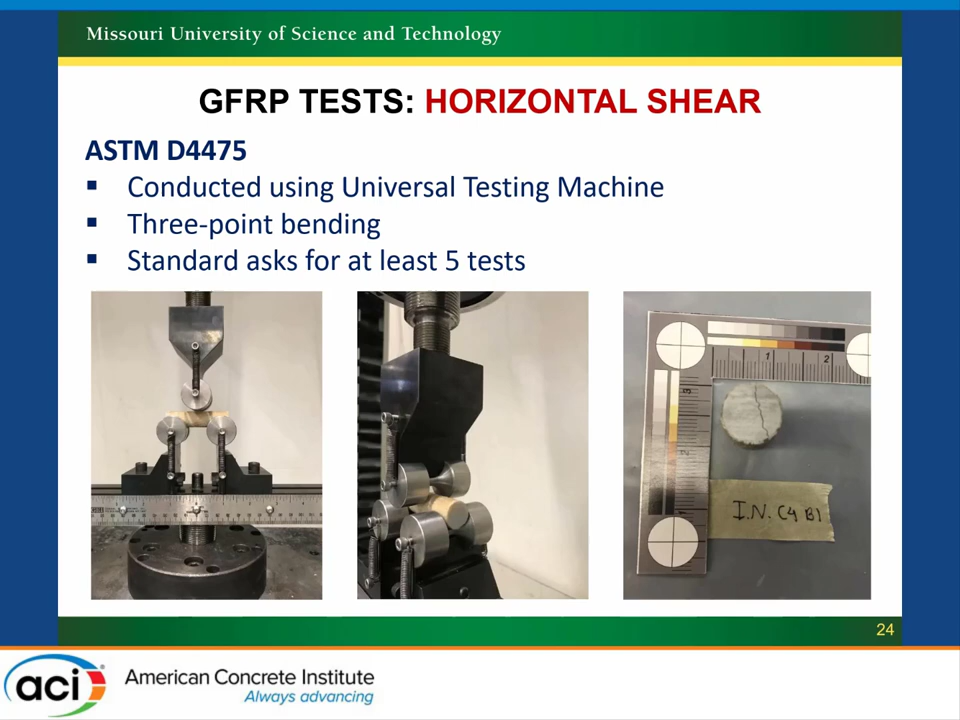 Missouri University of Science and Technology
GFRP TESTS: HORIZONTAL SHEAR
ASTM D4475
▪ Conducted using Universal Testing Machine
▪ Three-point bending
▪ Standard asks for at least 5 tests
1 2
I.N. C4 B1
24
aci American Concrete Institute
Always advancing